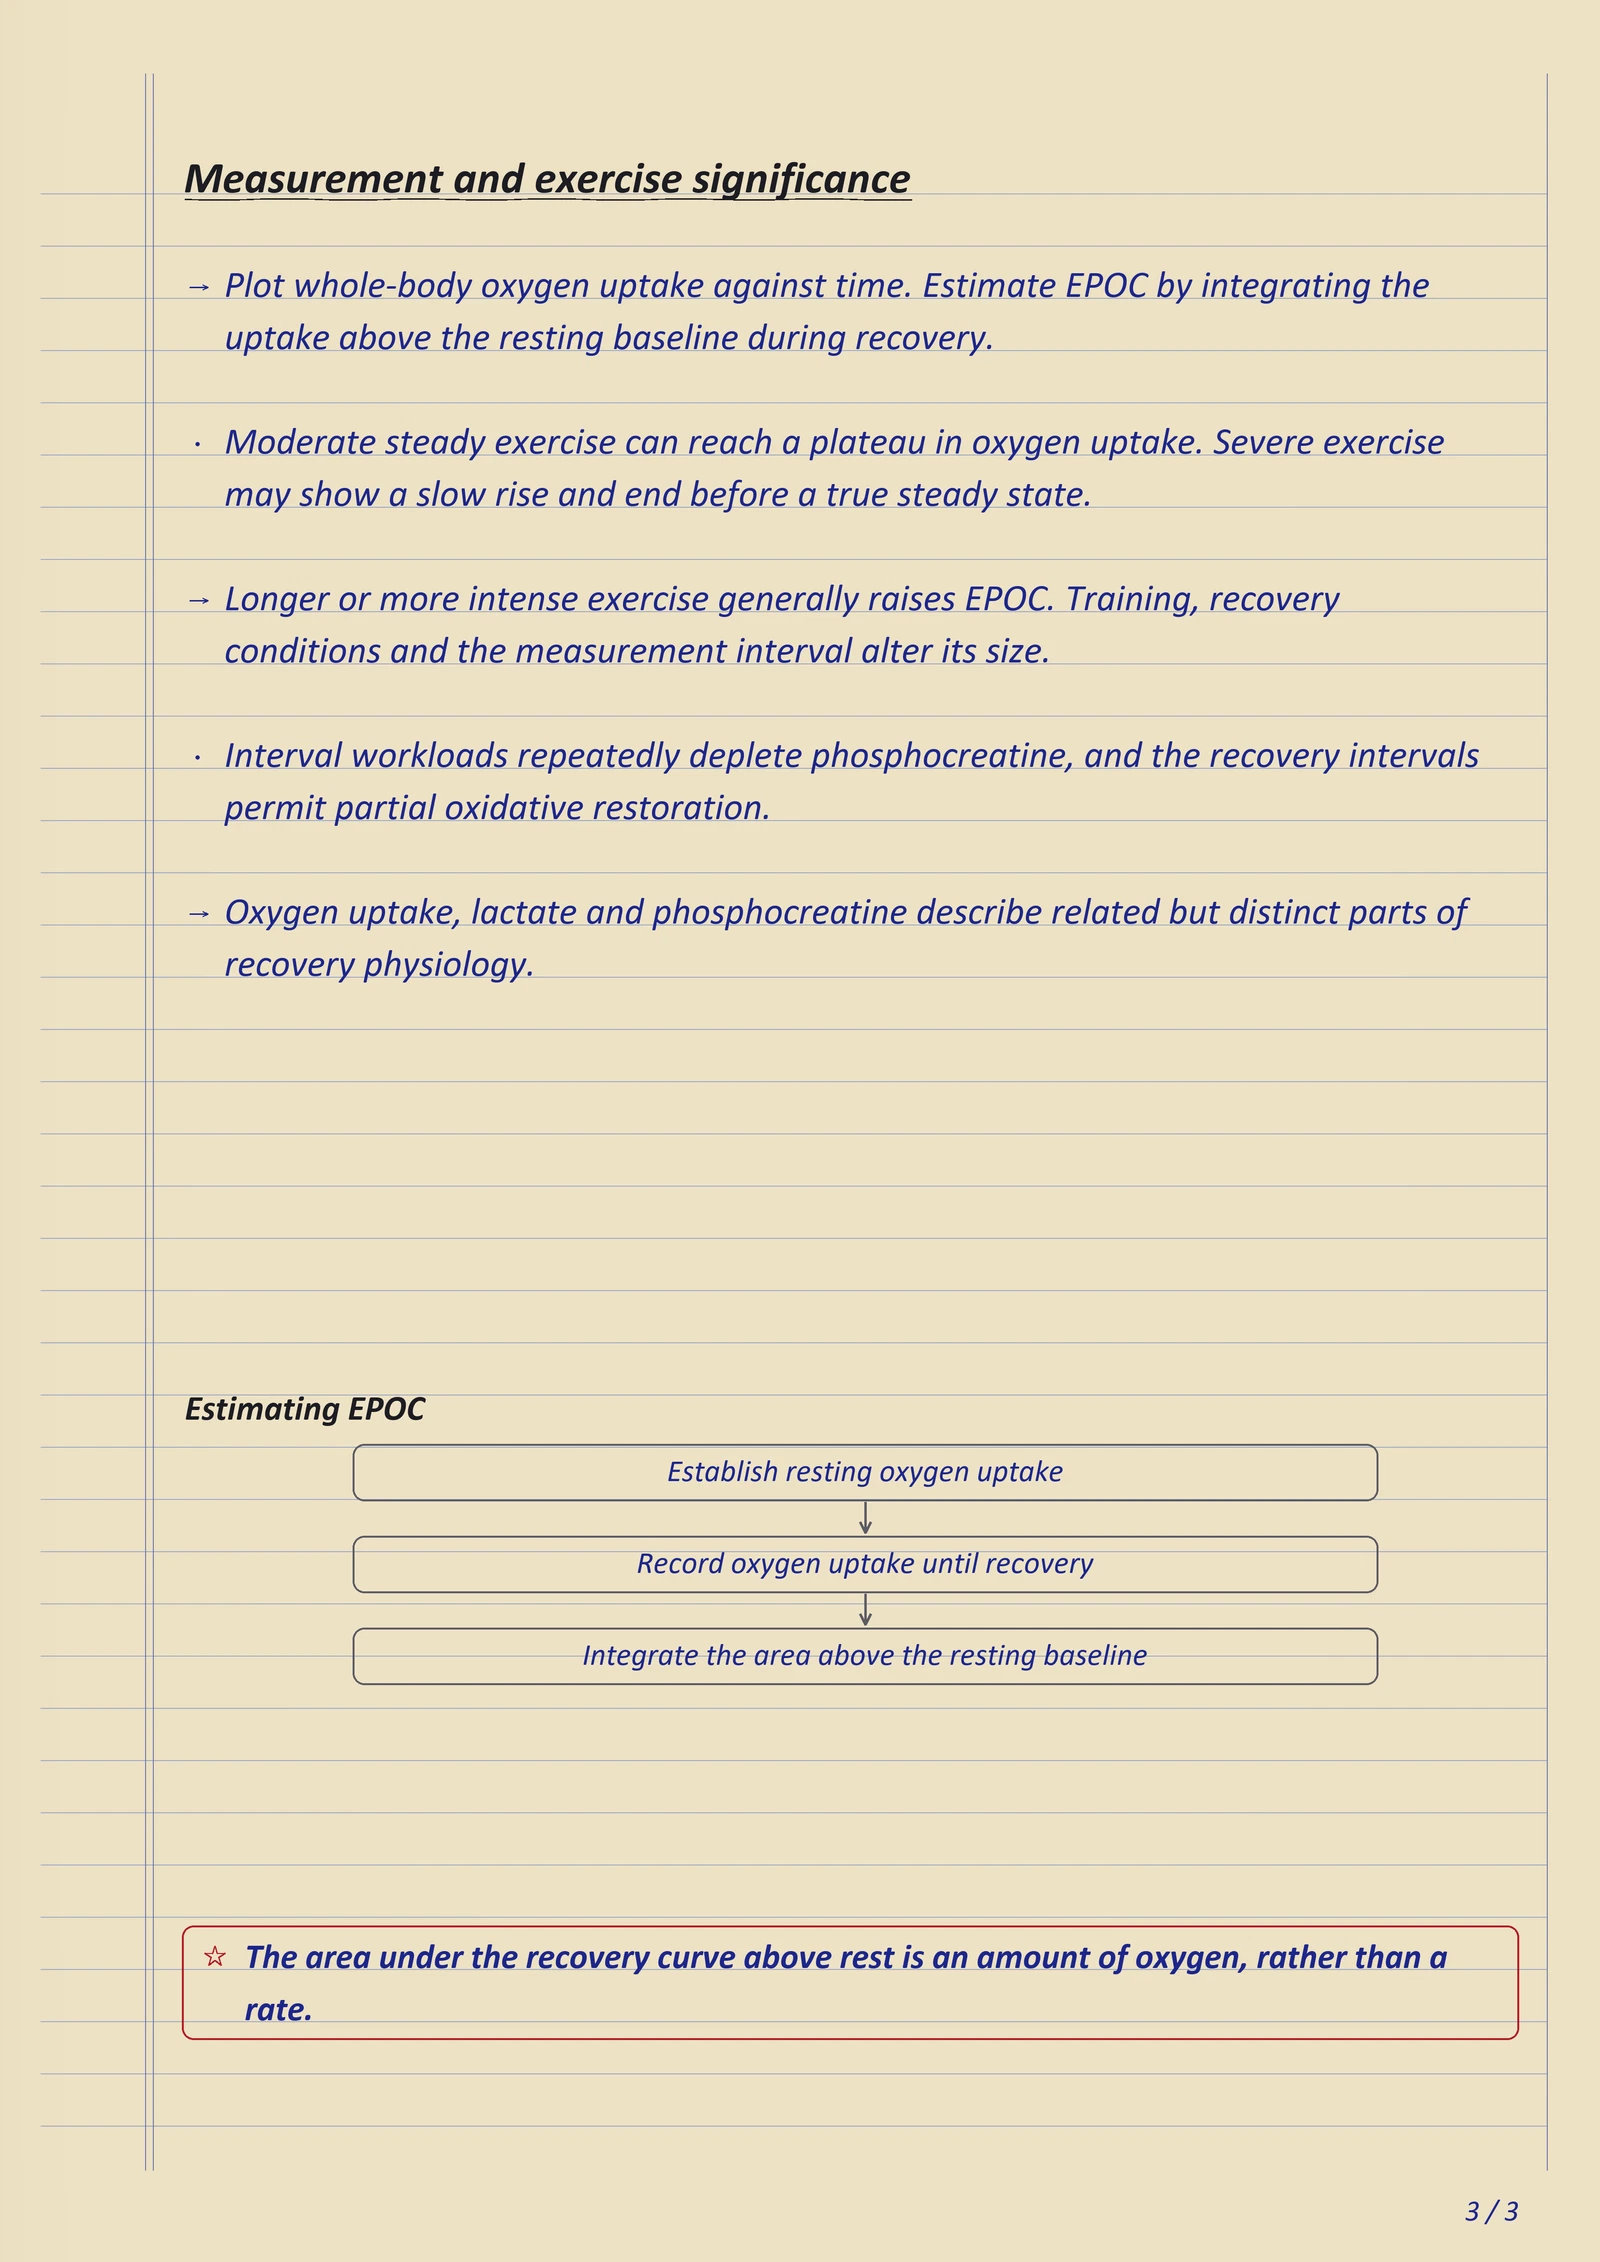 Measurement and exercise significance
→ Plot whole-body oxygen uptake against time. Estimate EPOC by integrating the
uptake above the resting baseline during recovery.
· Moderate steady exercise can reach a plateau in oxygen uptake. Severe exercise
may show a slow rise and end before a true steady state.
→ Longer or more intense exercise generally raises EPOC. Training, recovery
conditions and the measurement interval alter its size.
· Interval workloads repeatedly deplete phosphocreatine, and the recovery intervals
permit partial oxidative restoration.
→ Oxygen uptake, lactate and phosphocreatine describe related but distinct parts of
recovery physiology.
Estimating EPOC
Establish resting oxygen uptake
Record oxygen uptake until recovery
Integrate the area above the resting baseline
☆ The area under the recovery curve above rest is an amount of oxygen, rather than a
rate.
3 / 3